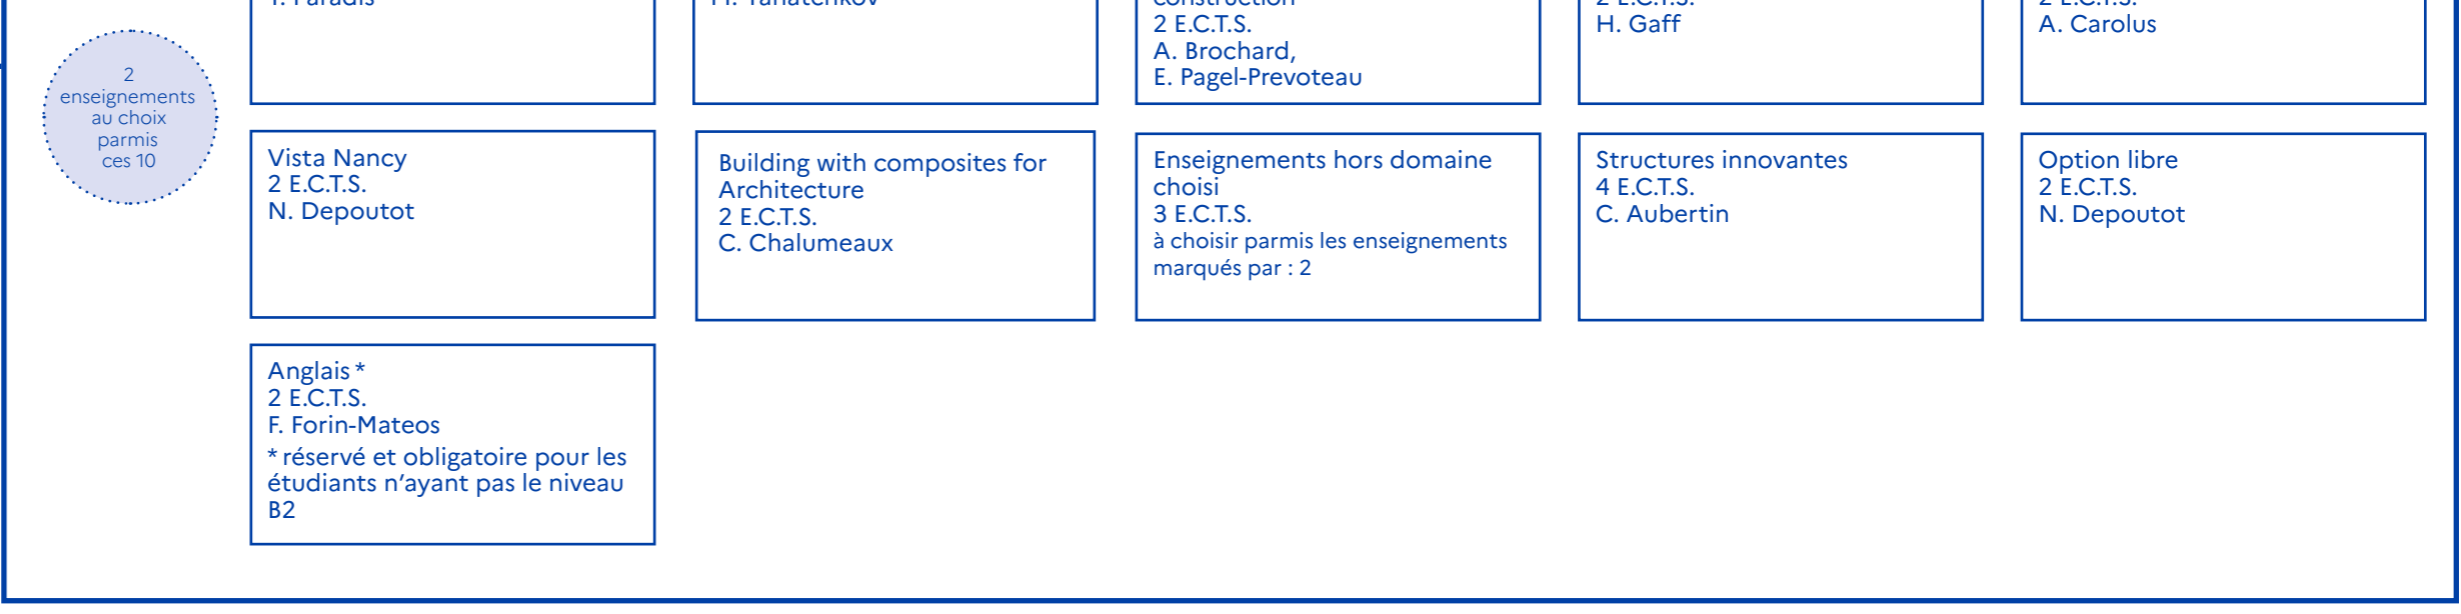 2 E.C.T.S.
A. Brochard,
E. Pagel-Prevoteau
H. Gaff
A. Carolus
2
enseignements
au choix
parmis
ces 10
Vista Nancy
2 E.C.T.S.
N. Depoutot
Building with composites for
Architecture
2 E.C.T.S.
C. Chalumeaux
Enseignements hors domaine
choisi
3 E.C.T.S.
à choisir parmis les enseignements
marqués par : 2
Structures innovantes
4 E.C.T.S.
C. Aubertin
Option libre
2 E.C.T.S.
N. Depoutot
Anglais *
2 E.C.T.S.
F. Forin-Mateos
* réservé et obligatoire pour les
étudiants n’ayant pas le niveau
B2